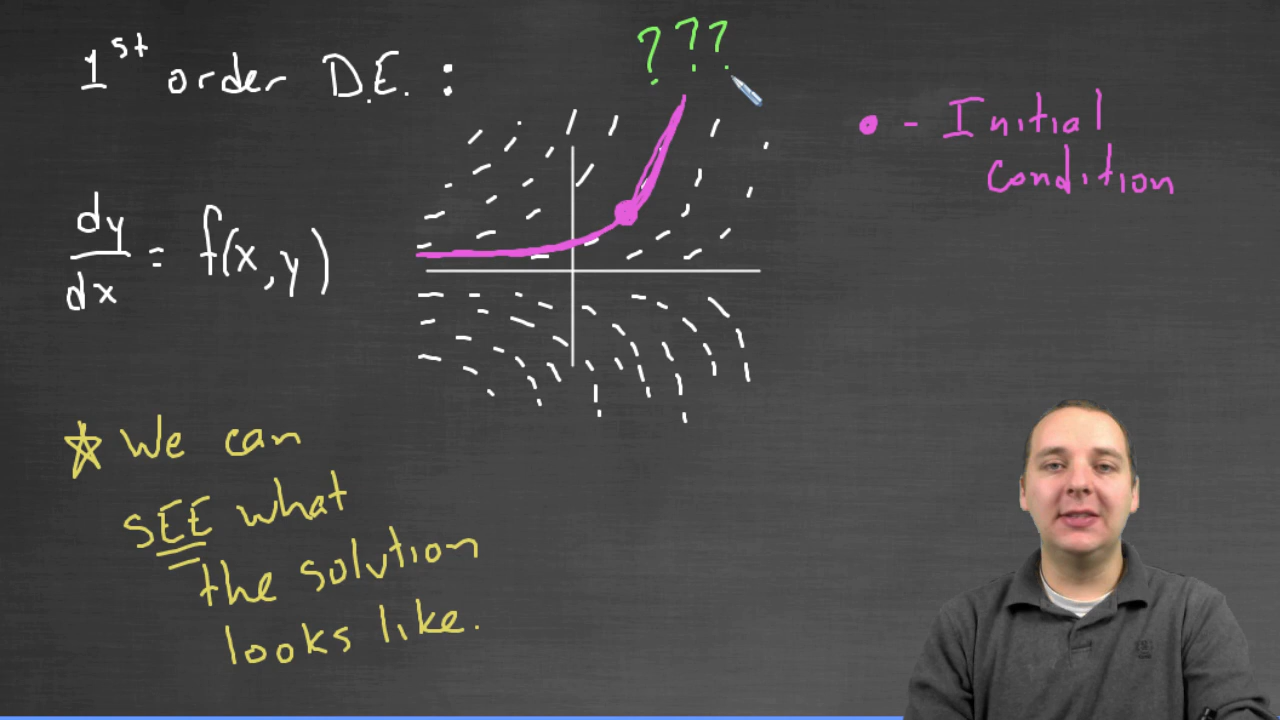 1st order D.E. :
???
• - Initial
condition
dy/dx = f(x,y)
☆ We can
SEE what
the solution
looks like.